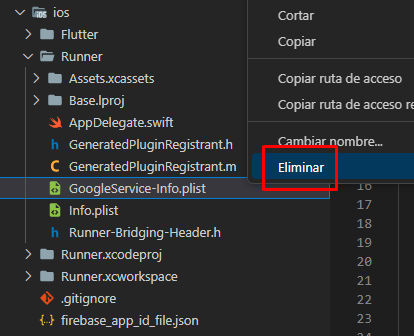 ios
Flutter
Runner
Assets.xcassets
Base.lproj
AppDelegate.swift
GeneratedPluginRegistrant.h
GeneratedPluginRegistrant.m
GoogleService-Info.plist
Info.plist
Runner-Bridging-Header.h
Runner.xcodeproj
Runner.xcworkspace
.gitignore
firebase_app_id_file.json
Cortar
Copiar
Copiar ruta de acceso
Copiar ruta de acceso re
Cambiar nombre...
Eliminar
16
17
18
19
20
21
22
23
24